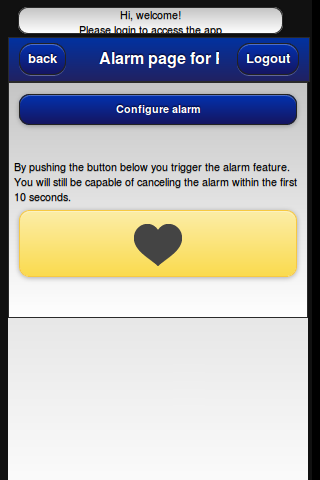 Hi, welcome!
Please login to access the app
back
Alarm page for
Logout
Configure alarm
By pushing the button below you trigger the alarm feature.
You will still be capable of canceling the alarm within the first
10 seconds.